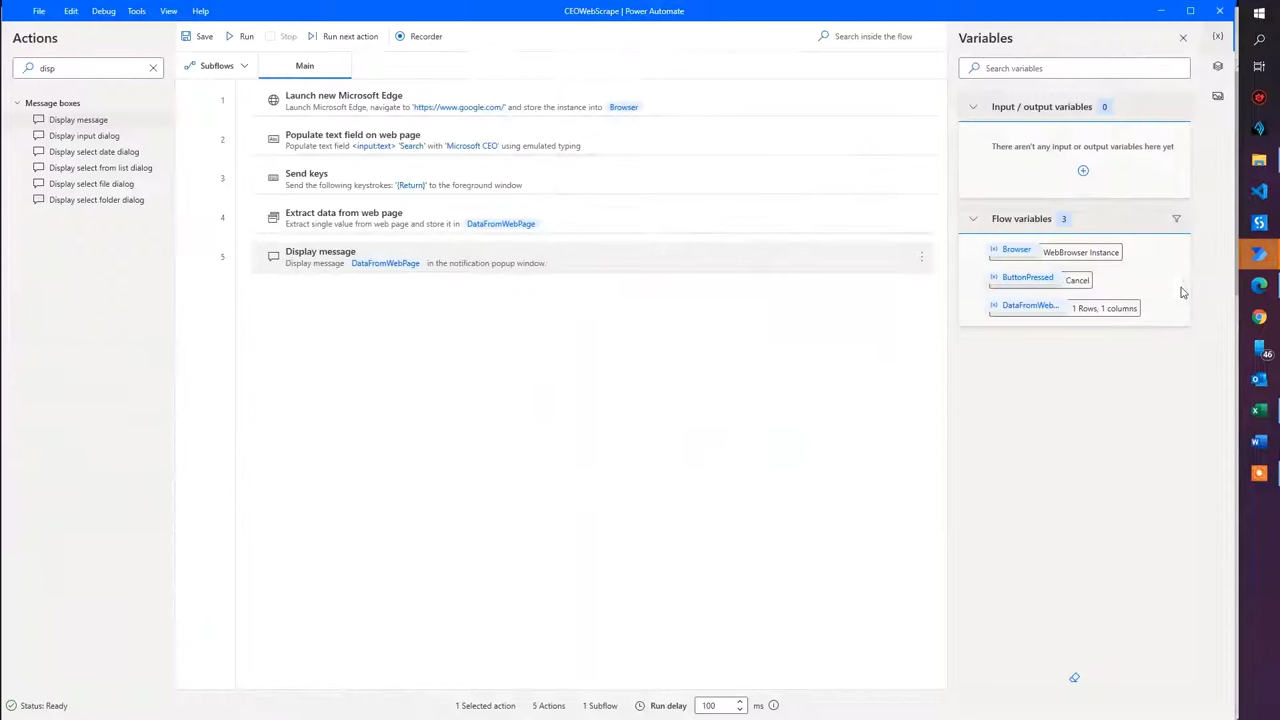 File Edit Debug Tools View Help
CEOWebScrape | Power Automate
Actions
disp
Message boxes
Display message
Display input dialog
Display select date dialog
Display select from list dialog
Display select file dialog
Display select folder dialog
Save Run Stop Run next action Recorder
Search inside the flow
Subflows Main
1 Launch new Microsoft Edge
Launch Microsoft Edge, navigate to 'https://www.google.com/' and store the instance into Browser
2 Populate text field on web page
Populate text field <input:text> 'Search' with 'Microsoft CEO' using emulated typing
3 Send keys
Send the following keystrokes: '{Return}' to the foreground window
4 Extract data from web page
Extract single value from web page and store it in DataFromWebPage
5 Display message
Display message DataFromWebPage in the notification popup window.
Variables
Search variables
Input / output variables 0
There aren't any input or output variables here yet
Flow variables 3
{x} Browser WebBrowser Instance
{x} ButtonPressed Cancel
{x} DataFromWeb... 1 Rows, 1 columns
{x}
46
Status: Ready
1 Selected action 5 Actions 1 Subflow Run delay 100 ms